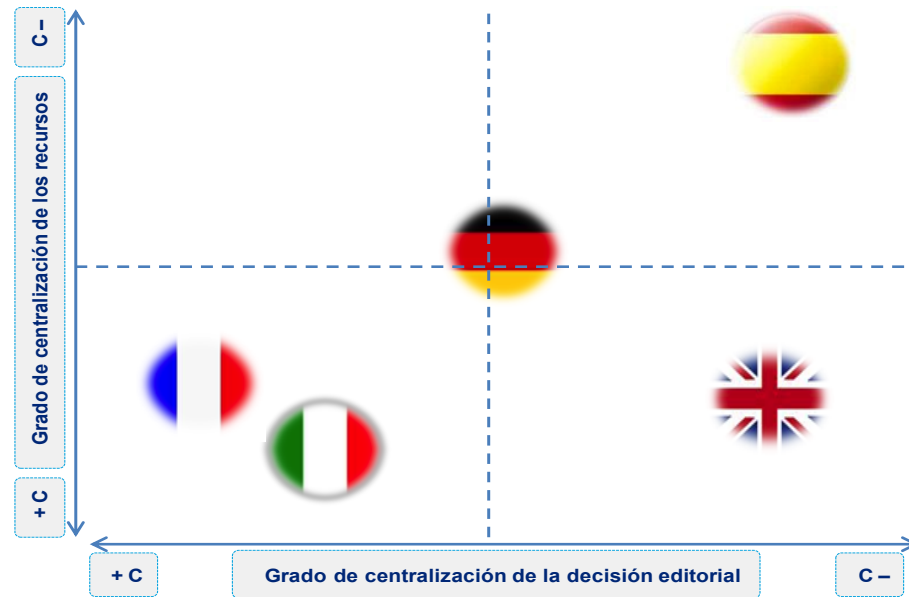 C –
Grado de centralización de los recursos
+ C
+ C
Grado de centralización de la decisión editorial
C –